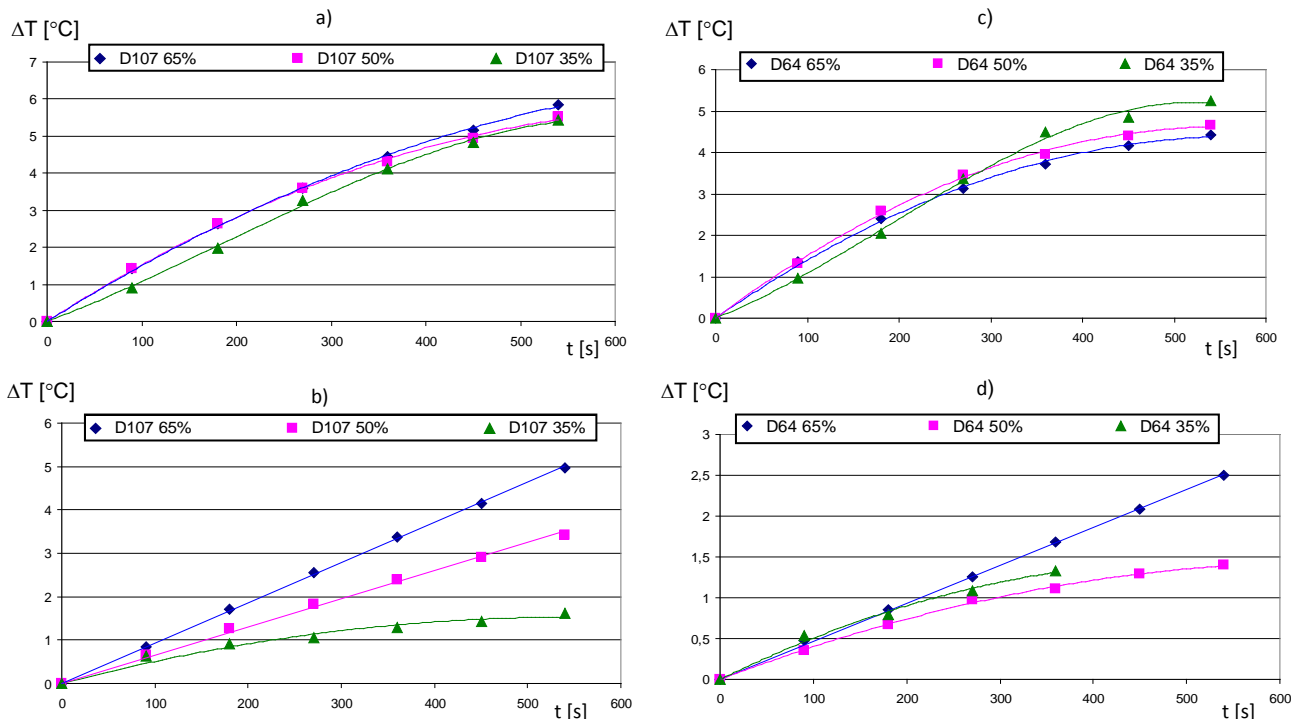 a)
ΔT [°C]
D107 65% D107 50% D107 35%
7
6
5
4
3
2
1
0
0 100 200 300 400 500 600
t [s]
c)
ΔT [°C]
D64 65% D64 50% D64 35%
6
5
4
3
2
1
0
0 100 200 300 400 500 600
t [s]
b)
ΔT [°C]
D107 65% D107 50% D107 35%
6
5
4
3
2
1
0
0 100 200 300 400 500 600
t [s]
d)
ΔT [°C]
D64 65% D64 50% D64 35%
3
2,5
2
1,5
1
0,5
0
0 100 200 300 400 500 600
t [s]